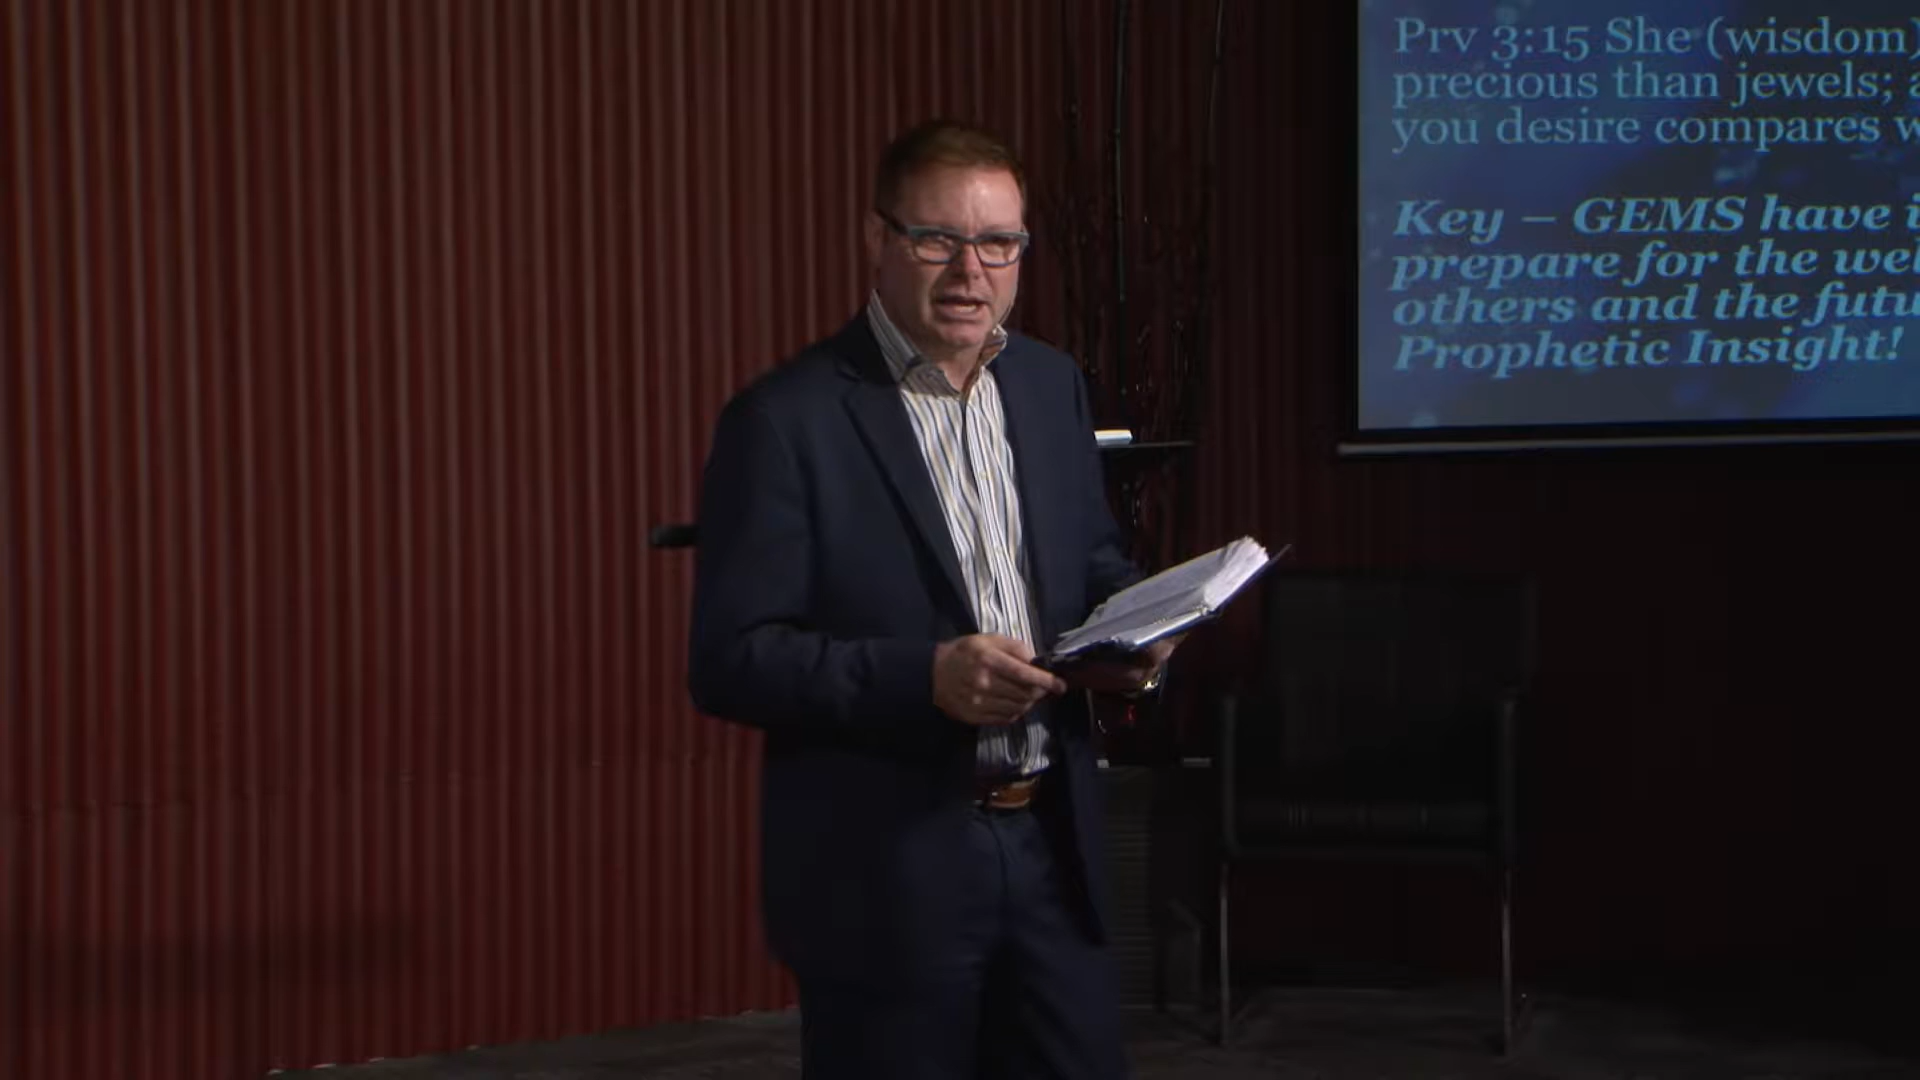 Prv 3:15 She (wisdom)
precious than jewels;
you desire compares
Key – GEMS have
prepare for the
others and the
Prophetic Insight!